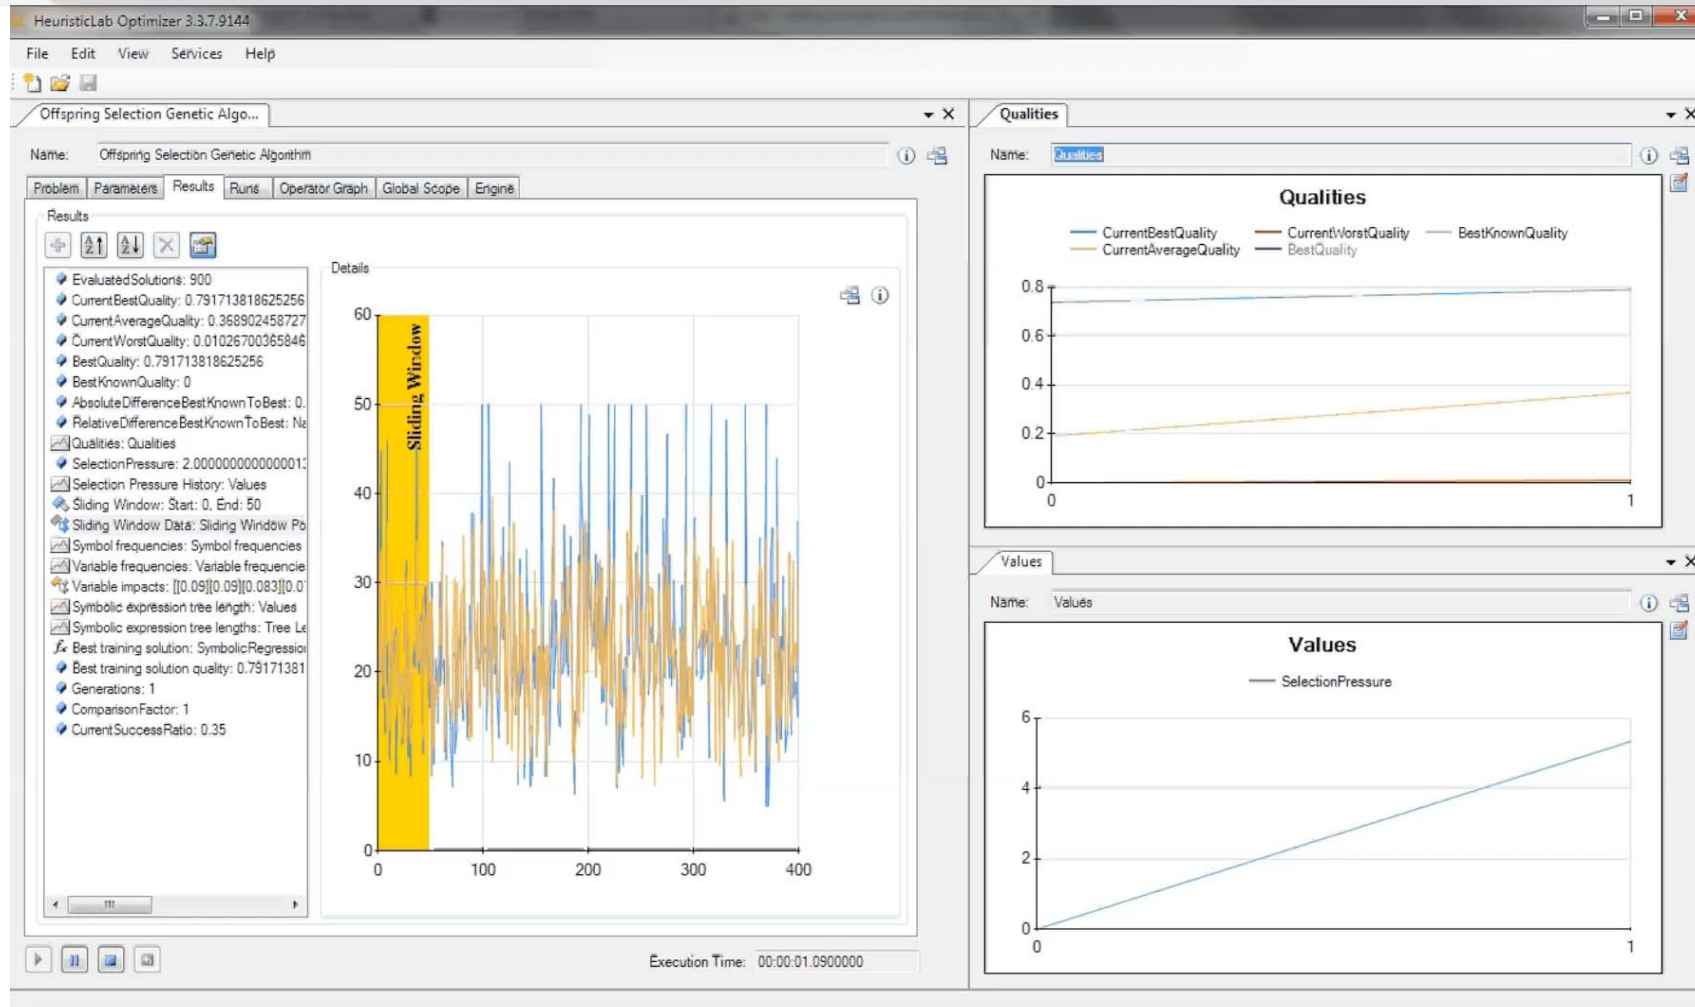 HeuristicLab Optimizer 3.3.7.9144
File Edit View Services Help
Offspring Selection Genetic Algo...
Name: Offspring Selection Genetic Algorithm
Problem Parameters Results Runs Operator Graph Global Scope Engine
Results
EvaluatedSolutions: 900
CurrentBestQuality: 0.791713818625256
CurrentAverageQuality: 0.368902458727
CurrentWorstQuality: 0.01026700365846
BestQuality: 0.791713818625256
BestKnownQuality: 0
AbsoluteDifferenceBestKnownToBest: 0.
RelativeDifferenceBestKnownToBest: Na
Qualities: Qualities
SelectionPressure: 2.0000000000000013
Selection Pressure History: Values
Sliding Window: Start: 0, End: 50
Sliding Window Data: Sliding Window Po
Symbol frequencies: Symbol frequencies
Variable frequencies: Variable frequencie
Variable impacts: [[0.09][0.09][0.083][0.0
Symbolic expression tree length: Values
Symbolic expression tree lengths: Tree Le
Best training solution: SymbolicRegression
Best training solution quality: 0.79171381
Generations: 1
ComparisonFactor: 1
CurrentSuccessRatio: 0.35
Details
60
50
40
30
20
10
0
0 100 200 300 400
Sliding Window
Execution Time: 00:00:01.0900000
Qualities
Name: Qualities
Qualities
CurrentBestQuality CurrentWorstQuality BestKnownQuality
CurrentAverageQuality BestQuality
0.8
0.6
0.4
0.2
0
0 1
Values
Name: Values
Values
SelectionPressure
6
4
2
0
0 1